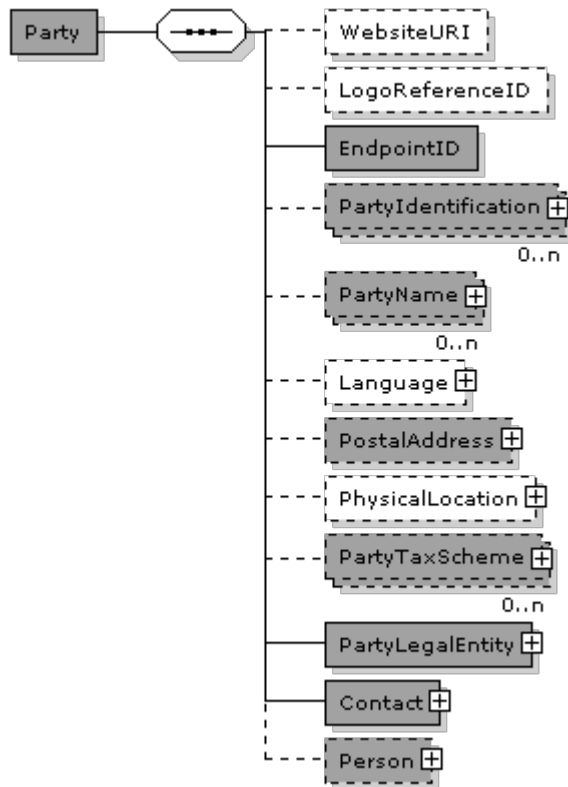 Party
WebsiteURI
LogoReferenceID
EndpointID
PartyIdentification
0..n
PartyName
0..n
Language
PostalAddress
PhysicalLocation
PartyTaxScheme
0..n
PartyLegalEntity
Contact
Person